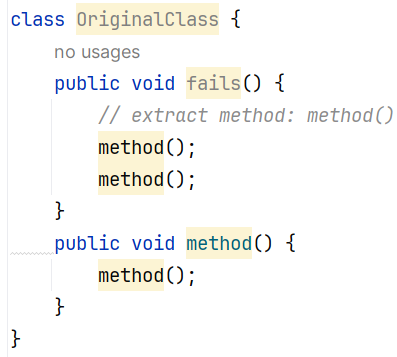 class OriginalClass {
no usages
public void fails() {
// extract method: method()
method();
method();
}
public void method() {
method();
}
}